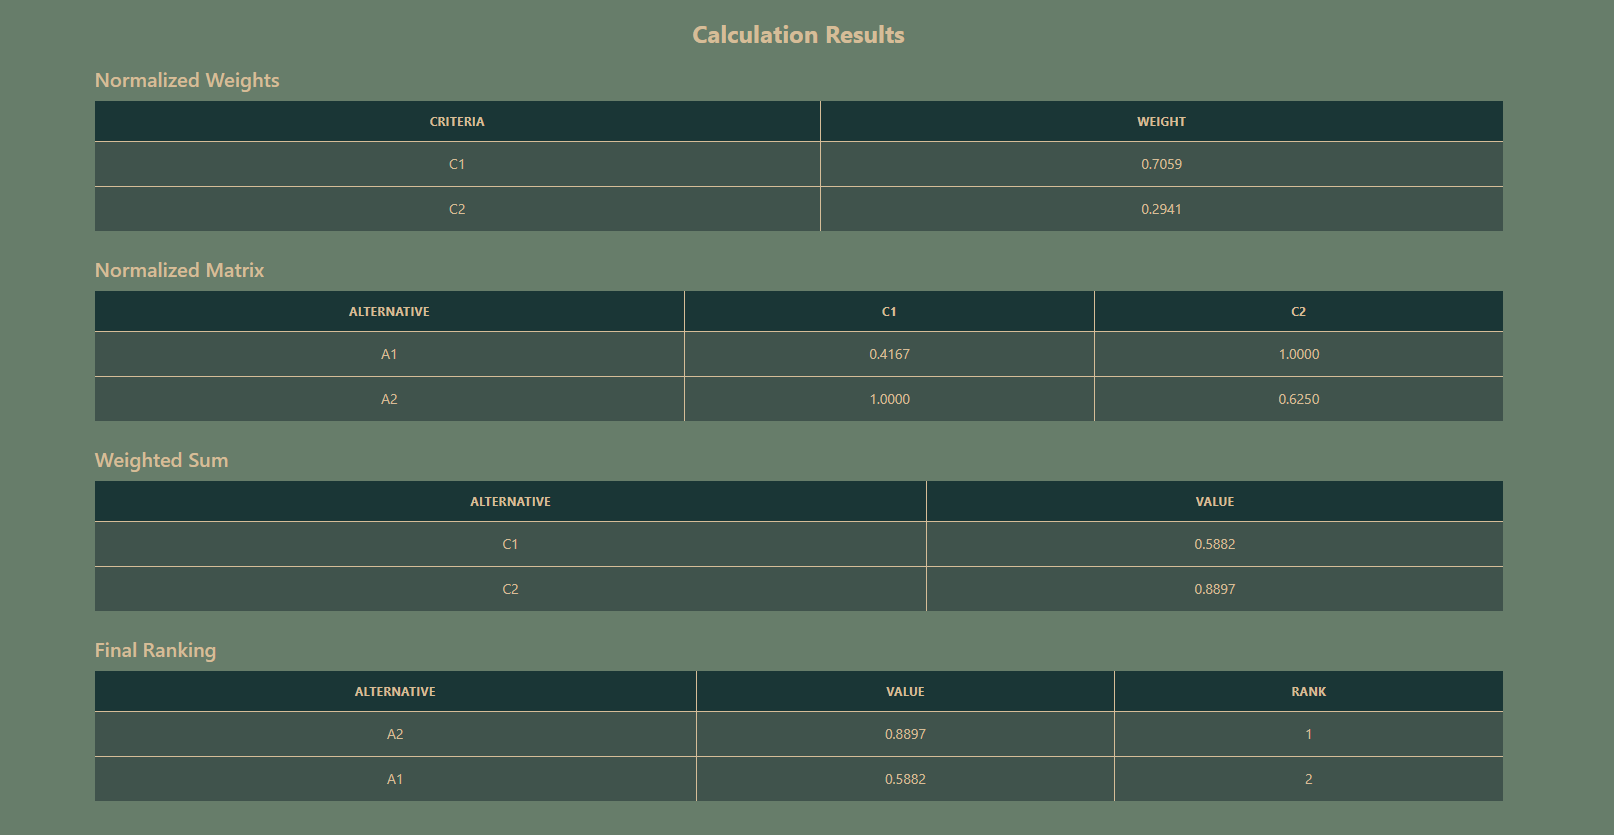 Calculation Results
Normalized Weights
CRITERIA WEIGHT
C1 0.7059
C2 0.2941
Normalized Matrix
ALTERNATIVE C1 C2
A1 0.4167 1.0000
A2 1.0000 0.6250
Weighted Sum
ALTERNATIVE VALUE
C1 0.5882
C2 0.8897
Final Ranking
ALTERNATIVE VALUE RANK
A2 0.8897 1
A1 0.5882 2